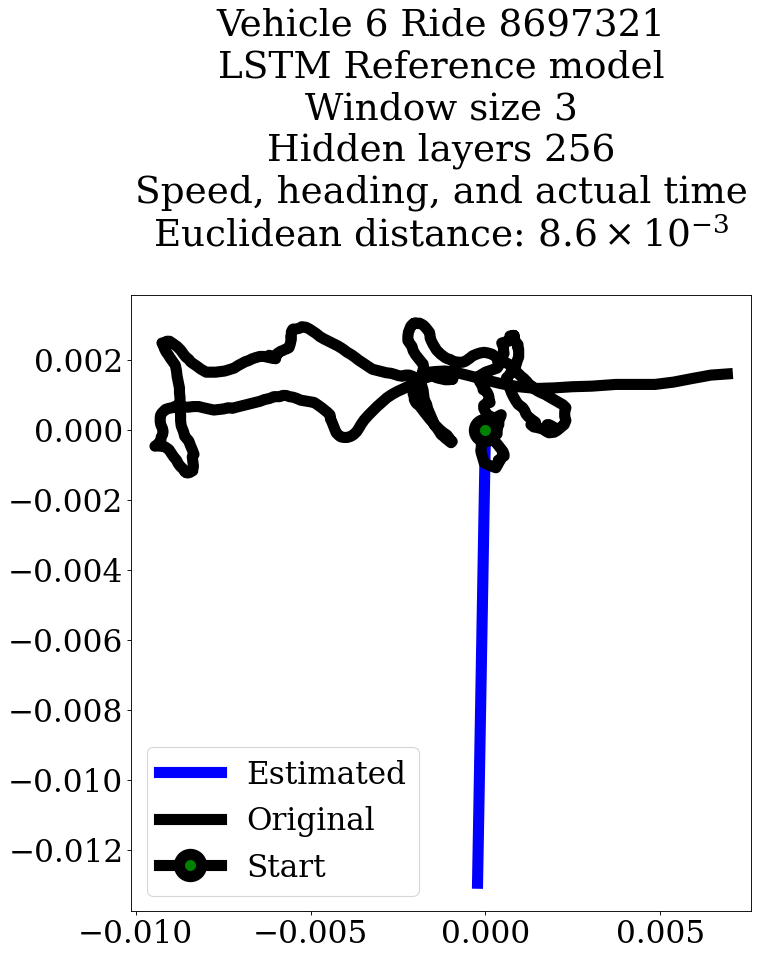 Vehicle 6 Ride 8697321
LSTM Reference model
Window size 3
Hidden layers 256
Speed, heading, and actual time
Euclidean distance: 8.6 × 10⁻³
0.002
0.000
−0.002
−0.004
−0.006
−0.008
−0.010
−0.012
Estimated
Original
Start
−0.010 −0.005 0.000 0.005